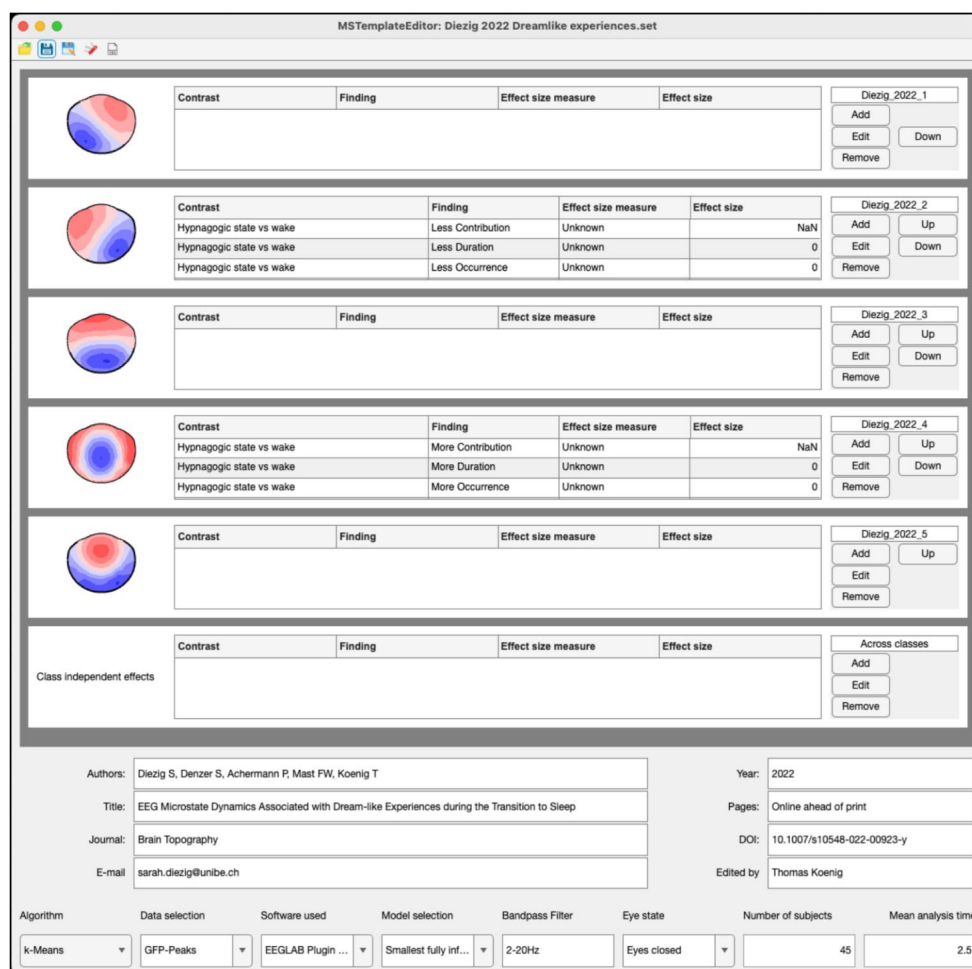 MSTemplateEditor: Diezig 2022 Dreamlike experiences.set
Contrast Finding Effect size measure Effect size
Diezig_2022_1
Add
Edit Down
Remove
Contrast Finding Effect size measure Effect size
Hypnagogic state vs wake Less Contribution Unknown NaN
Hypnagogic state vs wake Less Duration Unknown 0
Hypnagogic state vs wake Less Occurrence Unknown 0
Diezig_2022_2
Add Up
Edit Down
Remove
Contrast Finding Effect size measure Effect size
Diezig_2022_3
Add Up
Edit Down
Remove
Contrast Finding Effect size measure Effect size
Hypnagogic state vs wake More Contribution Unknown NaN
Hypnagogic state vs wake More Duration Unknown 0
Hypnagogic state vs wake More Occurrence Unknown 0
Diezig_2022_4
Add Up
Edit Down
Remove
Contrast Finding Effect size measure Effect size
Diezig_2022_5
Add Up
Edit
Remove
Class independent effects
Contrast Finding Effect size measure Effect size
Across classes
Add
Edit
Remove
Authors: Diezig S, Denzer S, Achermann P, Mast FW, Koenig T Year: 2022
Title: EEG Microstate Dynamics Associated with Dream-like Experiences during the Transition to Sleep Pages: Online ahead of print
Journal: Brain Topography DOI: 10.1007/s10548-022-00923-y
E-mail sarah.diezig@unibe.ch Edited by Thomas Koenig
Algorithm Data selection Software used Model selection Bandpass Filter Eye state Number of subjects Mean analysis time
k-Means GFP-Peaks EEGLAB Plugin ... Smallest fully inf... 2-20Hz Eyes closed 45 2.5